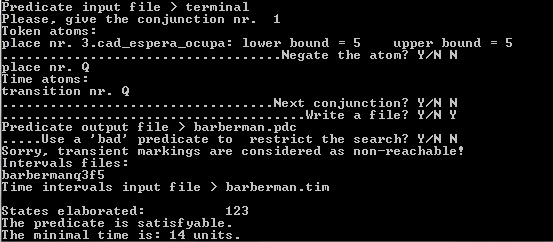 Predicate input file > terminal
Please, give the conjunction nr.  1
Token atoms:
place nr. 3.cad_espera_ocupa: lower bound = 5    upper bound = 5
...................................Negate the atom? Y/N N
place nr. Q
Time atoms:
transition nr. Q
..................................Next conjunction? Y/N N
......................................Write a file? Y/N Y
Predicate output file > barberman.pdc
.....Use a 'bad' predicate to  restrict the search? Y/N N
Sorry, transient markings are considered as non-reachable!
Intervals files:
barbermanq3f5
Time intervals input file > barberman.tim

States elaborated:          123
The predicate is satisfyable.
The minimal time is: 14 units.